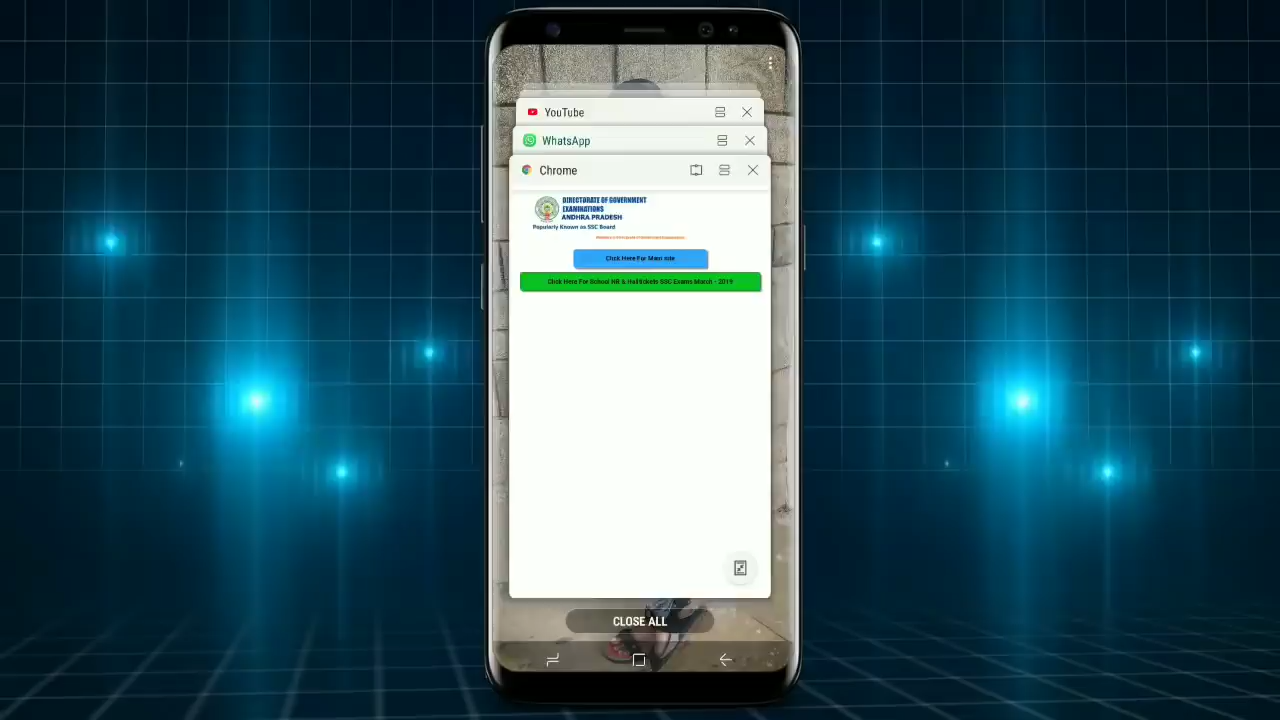 YouTube
WhatsApp
Chrome
DIRECTORATE OF GOVERNMENT
EXAMINATIONS
ANDHRA PRADESH
Popularly Known as SSC Board
Click Here For Main site
Click Here For School NR & Halltickets SSC Exams March - 2019
CLOSE ALL